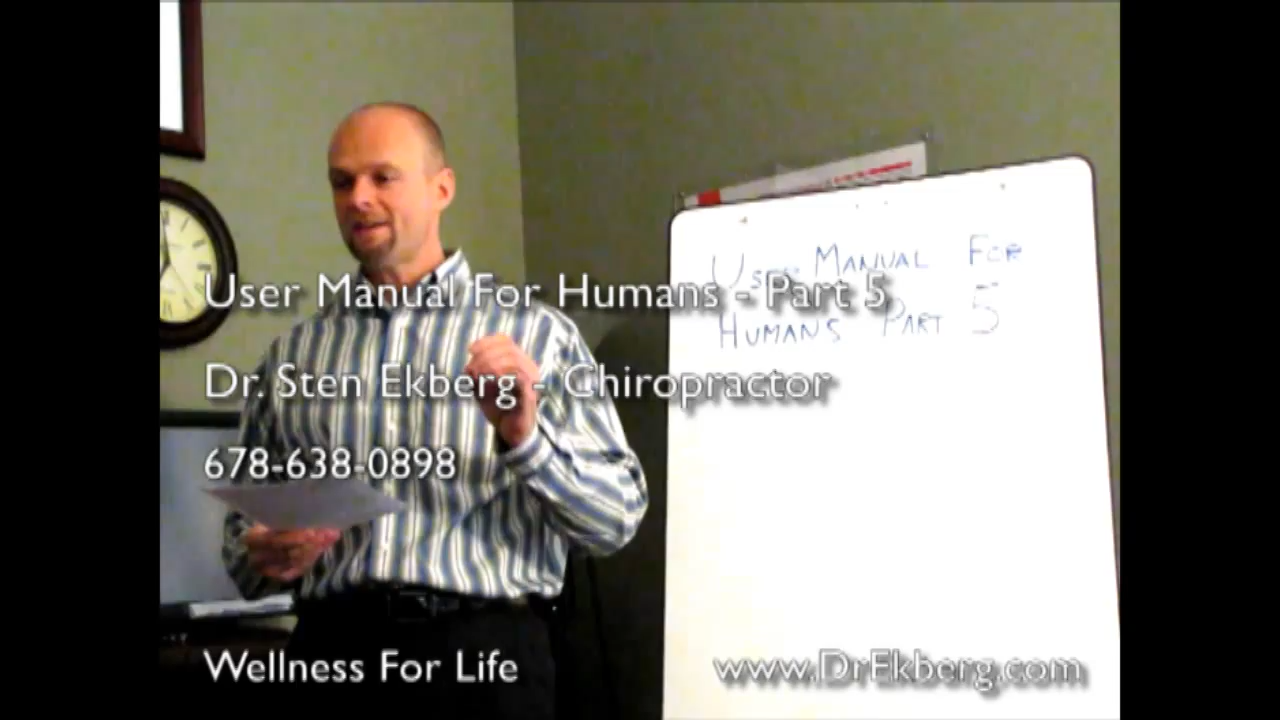 User Manual For
Humans Part 5
User Manual For Humans - Part 5
Dr. Sten Ekberg - Chiropractor
678-638-0898
Wellness For Life
www.DrEkberg.com